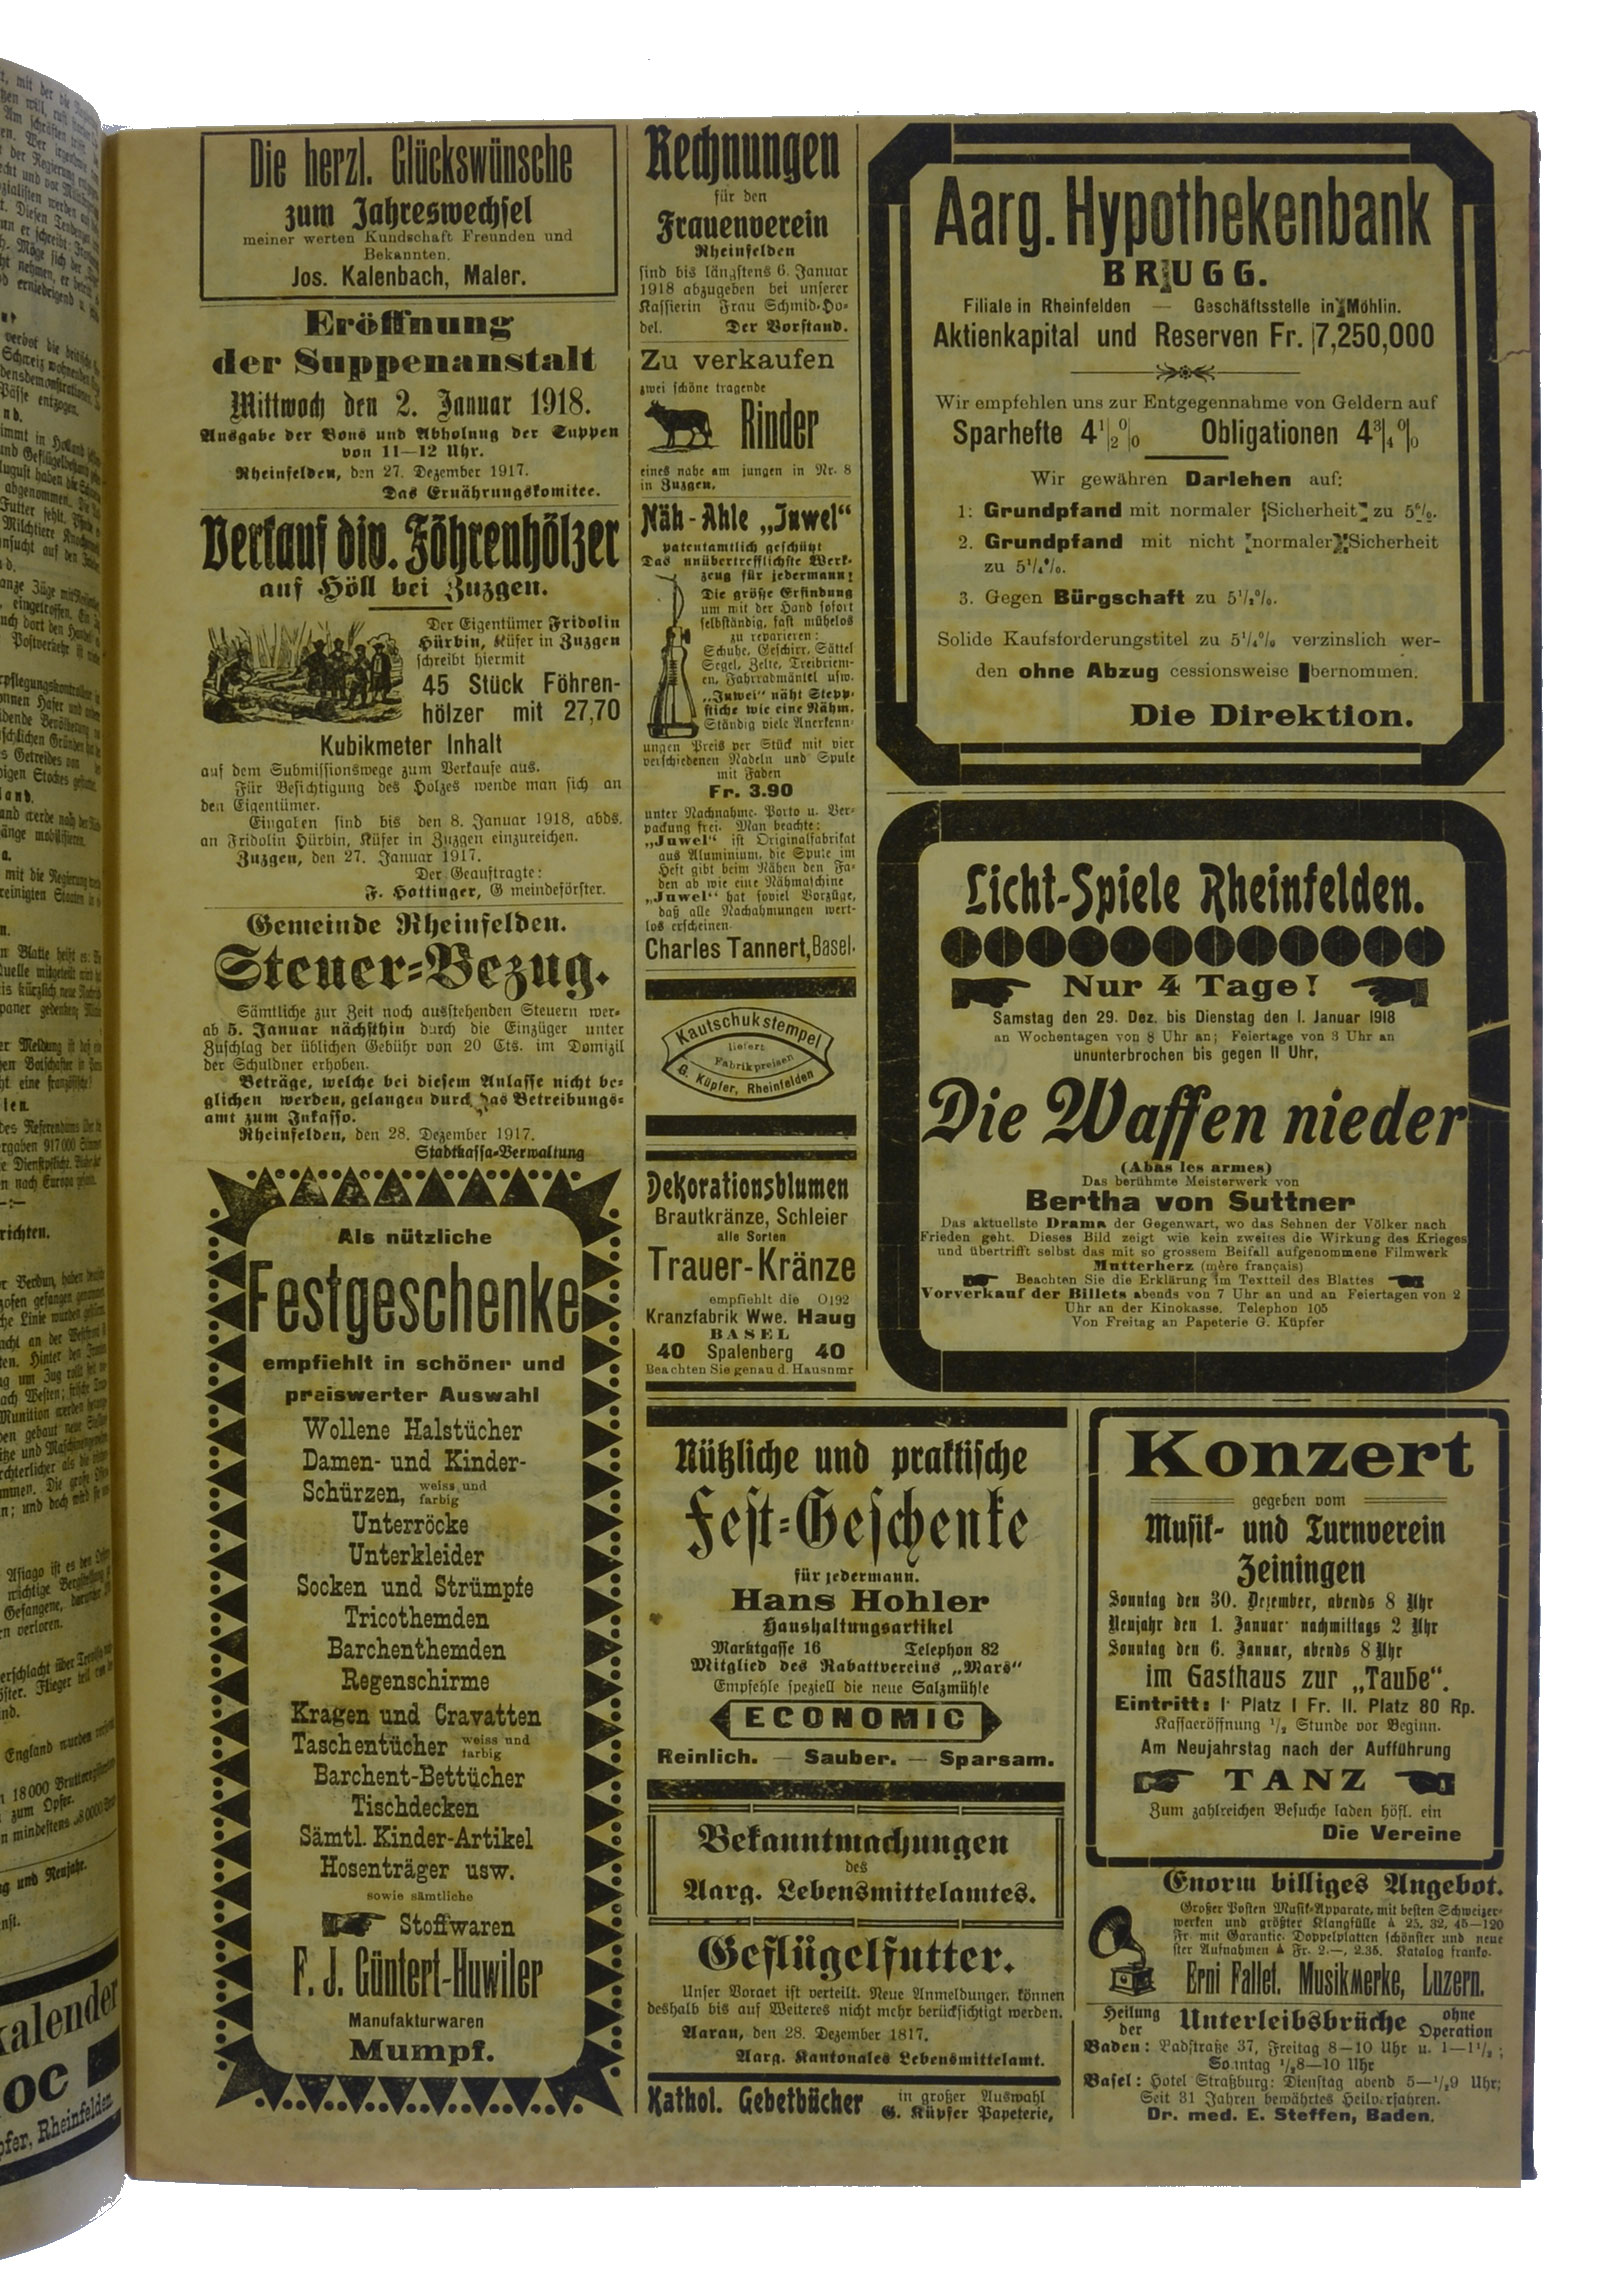 Die herzl. Glückswünsche
zum Jahreswechsel
meiner werten Kundschaft Freunden und
Bekannten.
Jos. Kalenbach, Maler.
Eröffnung
der Suppenanstalt
Mittwoch den 2. Januar 1918.
Ausgabe der Bons und Abholung der Suppen
von 11—12 Uhr.
Rheinfelden, den 27. Dezember 1917.
Das Ernährungskomitee.
Verkauf div. Föhrenhölzer
auf Höll bei Zuzgen.
Der Eigentümer Fridolin
Hürbin, Küfer in Zuzgen
schreibt hiermit
45 Stück Föhren-
hölzer mit 27,70
Kubikmeter Inhalt
auf dem Submissionswege zum Verkaufe aus.
Für Besichtigung des Holzes wende man sich an
den Eigentümer.
Eingaben sind bis den 8. Januar 1918, abds.
an Fridolin Hürbin, Küfer in Zuzgen einzureichen.
Zuzgen, den 27. Januar 1917.
Der Geauftragte:
F. Hottinger, G meindeförster.
Gemeinde Rheinfelden.
Steuer=Bezug.
Sämtliche zur Zeit noch ausstehenden Steuern wer-
ab 5. Januar nächsthin durch die Einzüger unter
Zuschlag der üblichen Gebühr von 20 Cts. im Domizil
der Schuldner erhoben.
Beträge, welche bei diesem Anlasse nicht be=
glichen werden, gelangen durch das Betreibungs=
amt zum Inkasso.
Rheinfelden, den 28. Dezember 1917.
Stadtkassa=Verwaltung
Als nützliche
Festgeschenke
empfiehlt in schöner und
preiswerter Auswahl
Wollene Halstücher
Damen- und Kinder-
Schürzen, weiss und farbig
Unterröcke
Unterkleider
Socken und Strümpfe
Tricothemden
Barchenthemden
Regenschirme
Kragen und Cravatten
Taschentücher weiss und farbig
Barchent-Bettücher
Tischdecken
Sämtl. Kinder-Artikel
Hosenträger usw.
sowie sämtliche
Stoffwaren
F. J. Güntert-Huwiler
Manufakturwaren
Mumpf.
Rechnungen
für den
Frauenverein
Rheinfelden
sind bis längstens 6. Januar
1918 abzugeben bei unserer
Kassierin Frau Schmid=Ho-
del. Der Vorstand.
Zu verkaufen
zwei schöne tragende
Rinder
eines nahe am jungen in Nr. 8
in Zuzgen.
Näh-Ahle „Juwel“
patentamtlich geschützt
Das unübertrefflichste Werk-
zeug für jedermann!
Die größe Erfindung
um mit der Hand sofort
selbständig, fast mühelos
zu reparieren:
Schuhe, Geschirr, Sättel
Segel, Zelte, Treibriem-
en, Fahrradmäntel usw.
„Juwel“ näht Stepp-
stiche wie eine Nähm.
Ständig viele Anerkenn-
ungen Preis per Stück mit vier
verschiedenen Nadeln und Spule
mit Faden
Fr. 3.90
unter Nachnahme. Porto u. Ver-
packung frei. Man beachte:
„Juwel“ ist Originalfabrikat
aus Aluminium, die Spule im
Heft gibt beim Nähen den Fa-
den ab wie eine Nähmaschine
„Juwel“ hat soviel Vorzüge,
daß alle Nachahmungen wert-
los erscheinen.
Charles Tannert, Basel.
Kautschukstempel
liefert
Fabrikpreisen
G. Küpfer, Rheinfelden
Dekorationsblumen
Brautkränze, Schleier
alle Sorten
Trauer-Kränze
empfiehlt die O192
Kranzfabrik Wwe. Haug
BASEL
40 Spalenberg 40
Beachten Sie genau d. Hausnmr
Aarg. Hypothekenbank
BRUGG.
Filiale in Rheinfelden — Geschäftsstelle in Möhlin.
Aktienkapital und Reserven Fr. 7,250,000
Wir empfehlen uns zur Entgegennahme von Geldern auf
Sparhefte 4 1/2 0/0 Obligationen 4 3/4 0/0
Wir gewähren Darlehen auf:
1: Grundpfand mit normaler Sicherheit zu 5%.
2. Grundpfand mit nicht normaler Sicherheit
zu 5 1/4 %.
3. Gegen Bürgschaft zu 5 1/2 %.
Solide Kaufsforderungstitel zu 5 1/4 % verzinslich wer-
den ohne Abzug cessionsweise bernommen.
Die Direktion.
Licht-Spiele Rheinfelden.
Nur 4 Tage!
Samstag den 29. Dez. bis Dienstag den 1. Januar 1918
an Wochentagen von 8 Uhr an; Feiertage von 3 Uhr an
ununterbrochen bis gegen 11 Uhr,
Die Waffen nieder
(Abas les armes)
Das berühmte Meisterwerk von
Bertha von Suttner
Das aktuellste Drama der Gegenwart, wo das Sehnen der Völker nach
Frieden geht. Dieses Bild zeigt wie kein zweites die Wirkung des Krieges
und übertrifft selbst das mit so grossem Beifall aufgenommene Filmwerk
Mutterherz (mère français)
Beachten Sie die Erklärung im Textteil des Blattes
Vorverkauf der Billets abends von 7 Uhr an und an Feiertagen von 2
Uhr an der Kinokasse. Telephon 105
Von Freitag an Papeterie G. Küpfer
Nützliche und praktische
Fest=Geschenke
für jedermann.
Hans Hohler
Haushaltungsartikel
Marktgasse 16 Telephon 82
Mitglied des Rabattvereins „Mars“
Empfehle speziell die neue Salzmühle
ECONOMIC
Reinlich. — Sauber. — Sparsam.
Bekanntmachungen
des
Aarg. Lebensmittelamtes.
Geflügelfutter.
Unser Voraet ist verteilt. Neue Anmeldungen können
deshalb bis auf Weiteres nicht mehr berücksichtigt werden.
Aarau, den 28. Dezember 1817.
Aarg. Kantonales Lebensmittelamt.
Kathol. Gebetbücher in großer Auswahl
G. Küpfer Papeterie,
Konzert
gegeben vom
Musik- und Turnverein
Zeiningen
Sonntag den 30. Dezember, abends 8 Uhr
Neujahr den 1. Januar nachmittags 2 Uhr
Sonntag den 6. Januar, abends 8 Uhr
im Gasthaus zur „Taube“.
Eintritt: I· Platz 1 Fr. II. Platz 80 Rp.
Kassaeröffnung 1/2 Stunde vor Beginn.
Am Neujahrstag nach der Aufführung
TANZ
Zum zahlreichen Besuche laden höfl. ein
Die Vereine
Enorm billiges Angebot.
Großer Posten Musik-Apparate, mit besten Schweizer-
werken und größter Klangfülle à 25, 32, 45—120
Fr. mit Garantie. Doppelplatten schönster und neue
ster Aufnahmen à Fr. 2.—, 2.35. Katalog franko.
Erni Fallet. Musikwerke, Luzern.
Heilung der Unterleibsbrüche ohne Operation
Baden: Badstraße 37, Freitag 8—10 Uhr u. 1—1 1/2;
Sonntag 1/2 8—10 Uhr
Basel: Hotel Straßburg: Dienstag abend 5—1/2 9 Uhr;
Seit 31 Jahren bewährtes Heilverfahren.
Dr. med. E. Steffen, Baden.